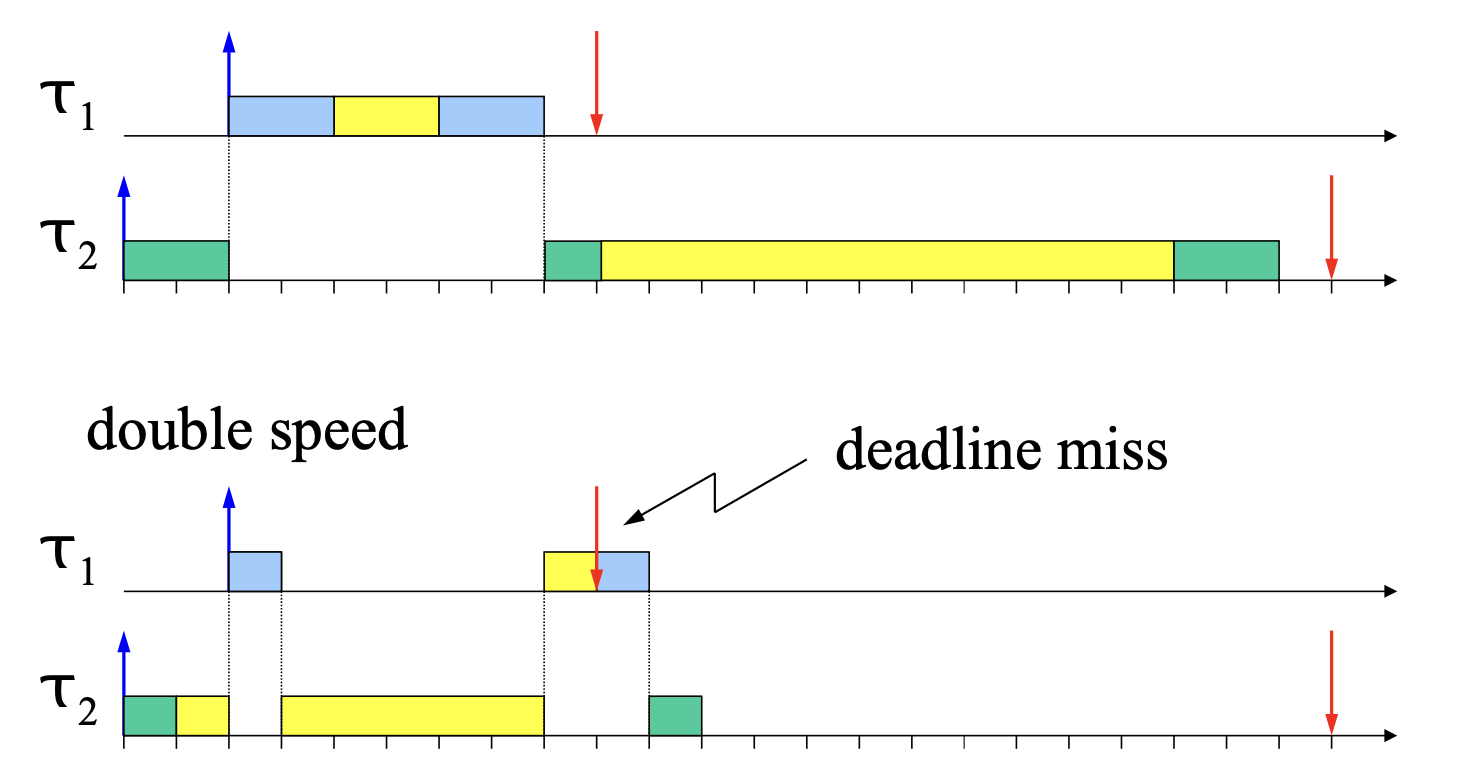 τ1
τ2
double speed
deadline miss
τ1
τ2